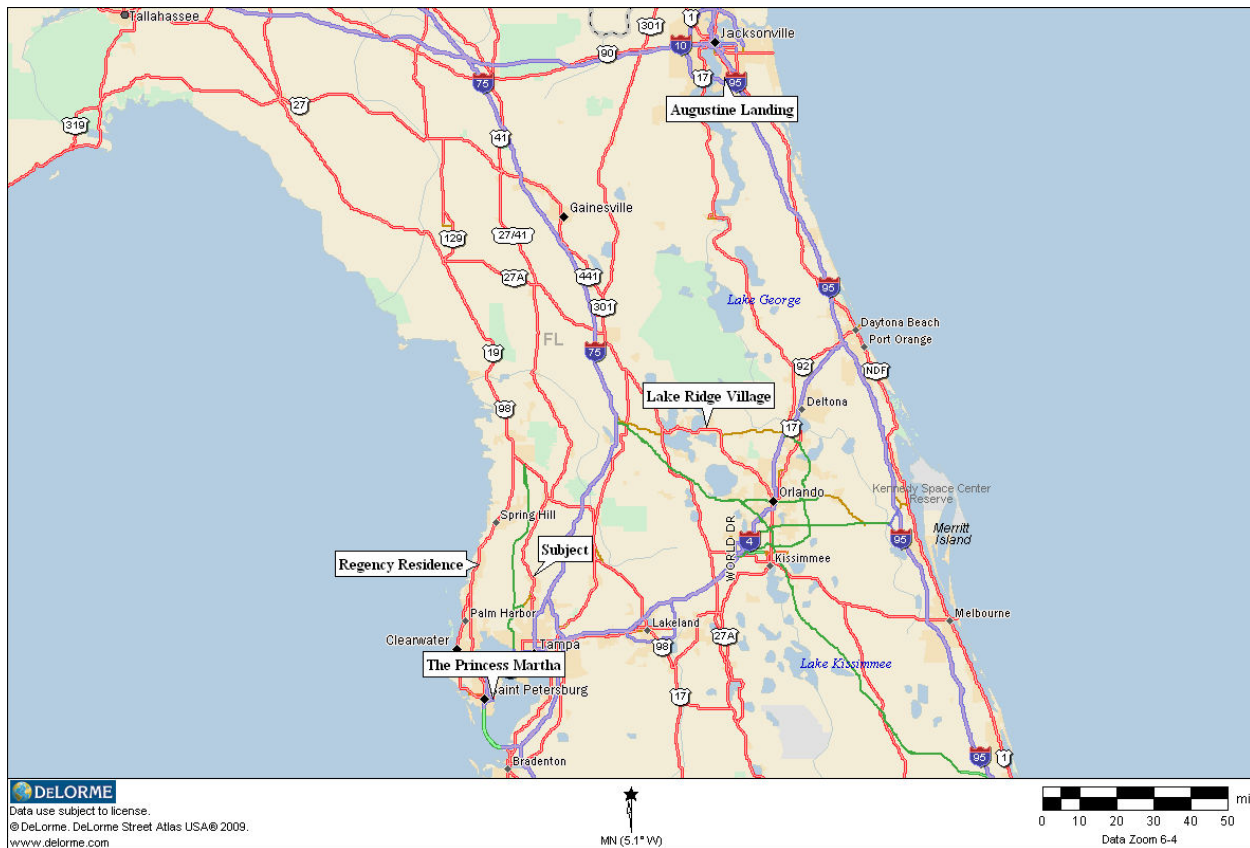 Tallahassee
1
301
Jacksonville
10
90
17
75
95
Augustine Landing
27
319
41
Gainesville
129
27/41
27A
441
301
95
Lake George
Daytona Beach
FL
Port Orange
19
75
92
NDF
Lake Ridge Village
98
Deltona
17
Orlando
Kennedy Space Center
Reserve
Spring Hill
Merritt
Island
WORLD DR
4
95
Subject
Regency Residence
Kissimmee
Palm Harbor
Melbourne
Lakeland
Clearwater
27A
Tampa
98
The Princess Martha
Lake Kissimmee
Saint Petersburg
17
Bradenton
95
1
DELORME
Data use subject to license.
© DeLorme. DeLorme Street Atlas USA® 2009.
www.delorme.com
MN (5.1° W)
mi
0 10 20 30 40 50
Data Zoom 6-4